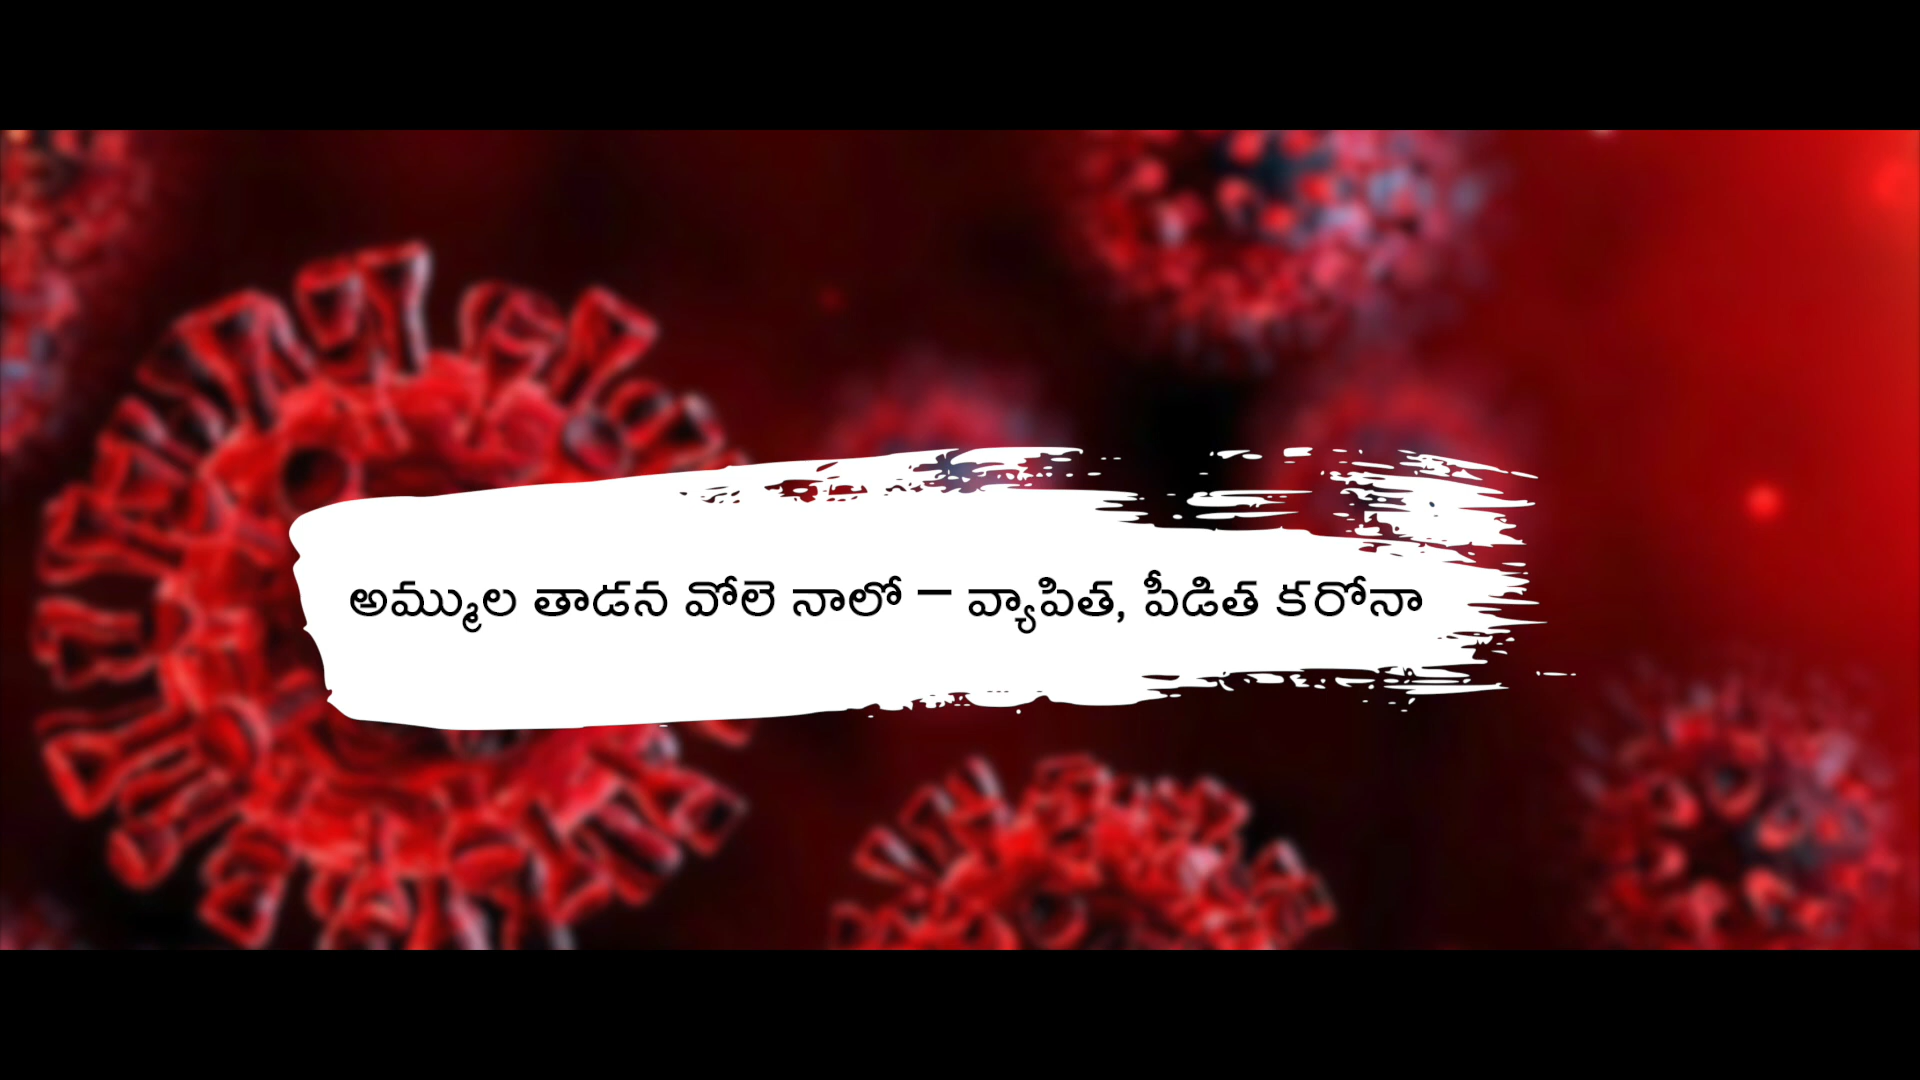 అమ్ముల తాడన వోలె నాలో – వ్యాపిత, పీడిత కరోనా